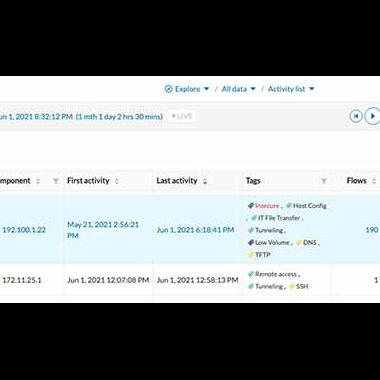 Explore / All data / Activity list
un 1, 2021 8:32:12 PM (1 mth 1 day 2 hrs 30 mins) LIVE
omponent First activity Last activity Tags Flows
192.100.1.22 May 21, 2021 2:56:21 PM Jun 1, 2021 6:18:41 PM Insecure, Host Config
, IT File Transfer,
Tunneling,
Low Volume, DNS,
TFTP 190
172.11.25.1 Jun 1, 2021 12:07:08 PM Jun 1, 2021 12:58:13 PM Remote access,
Tunneling, SSH 1